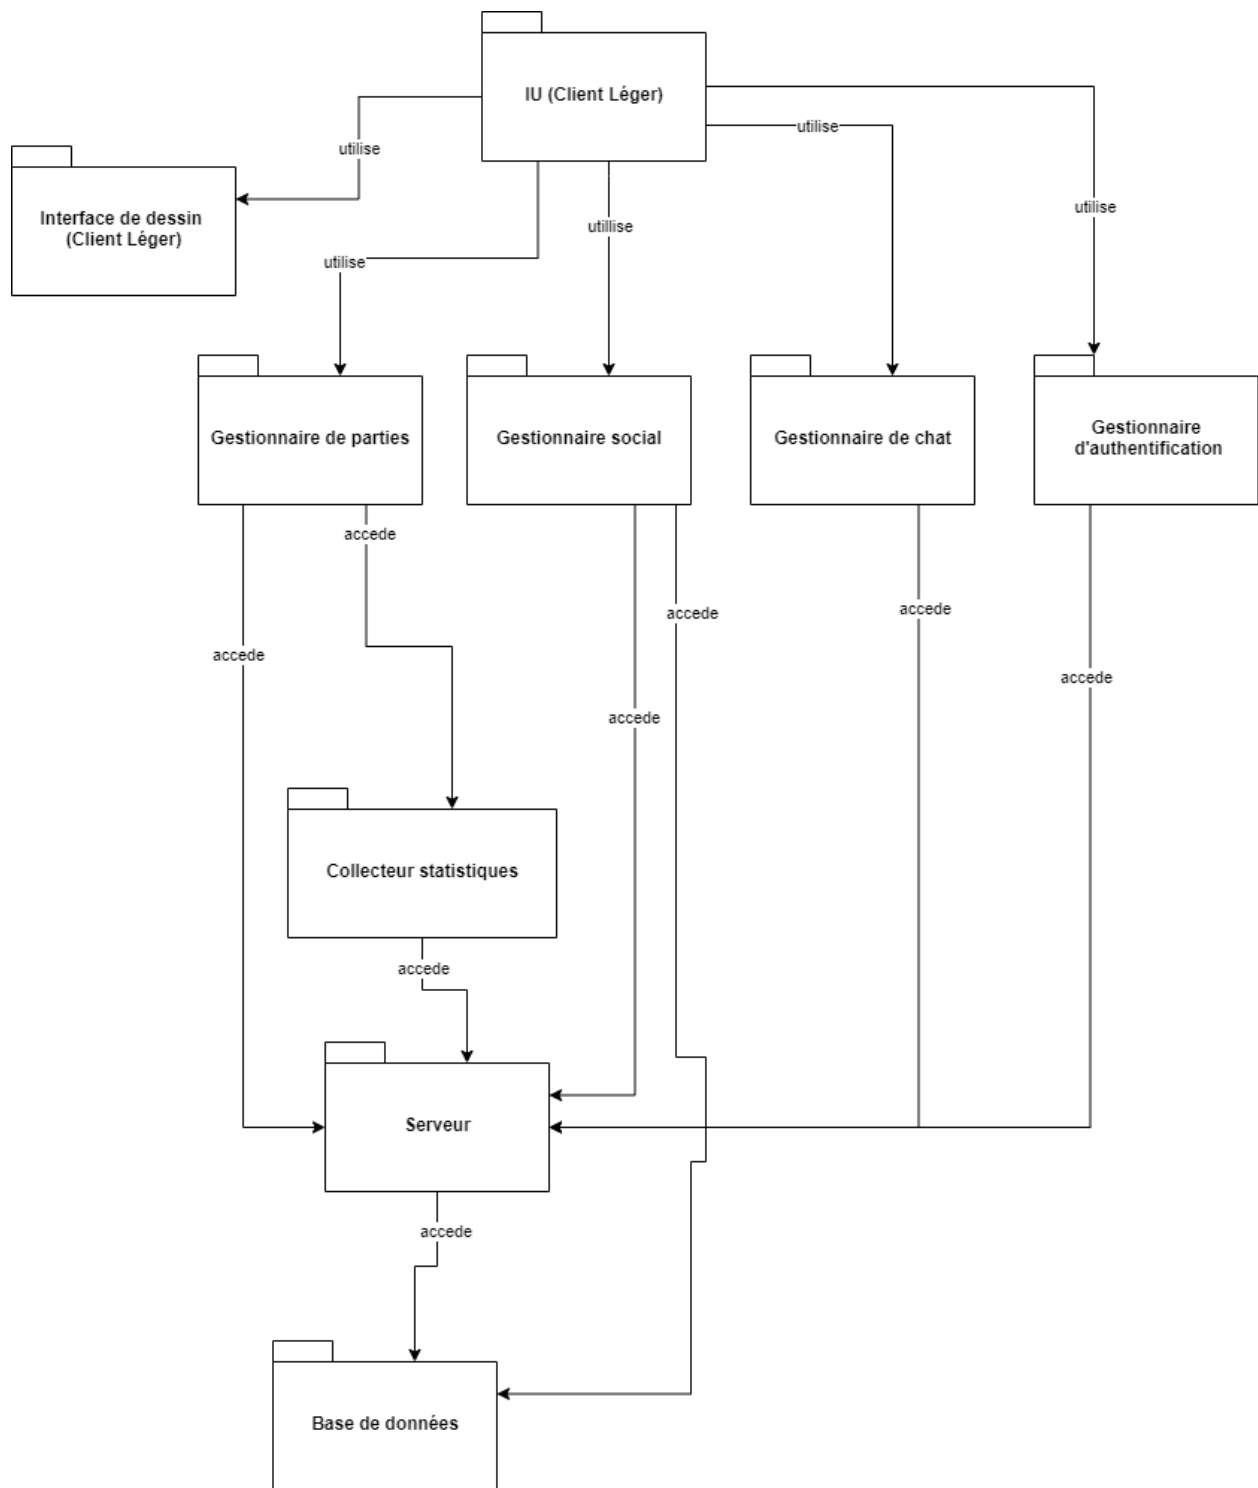 IU (Client Léger)
utilise
utilise
Interface de dessin
(Client Léger)
utilise
utillise
utilise
Gestionnaire de parties
Gestionnaire social
Gestionnaire de chat
Gestionnaire
d'authentification
accede
accede
accede
accede
accede
accede
Collecteur statistiques
accede
Serveur
accede
Base de données